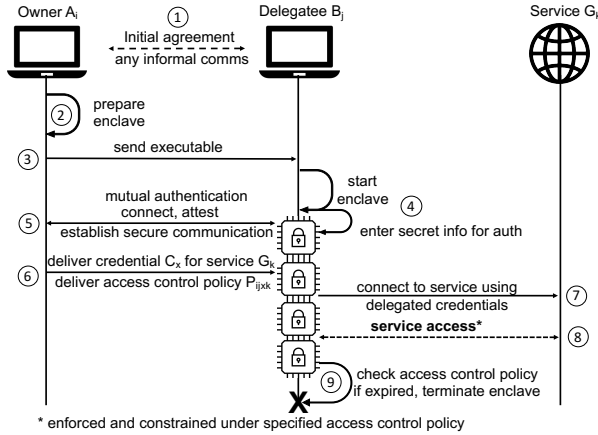 Owner Aᵢ
Delegatee Bⱼ
Service Gₖ
①
Initial agreement
any informal comms
②
prepare
enclave
③
send executable
start
enclave
④
enter secret info for auth
⑤
mutual authentication
connect, attest
establish secure communication
⑥
deliver credential Cₓ for service Gₖ
deliver access control policy Pᵢⱼₓₖ
connect to service using
delegated credentials
⑦
service access*
⑧
⑨
check access control policy
if expired, terminate enclave
X
* enforced and constrained under specified access control policy